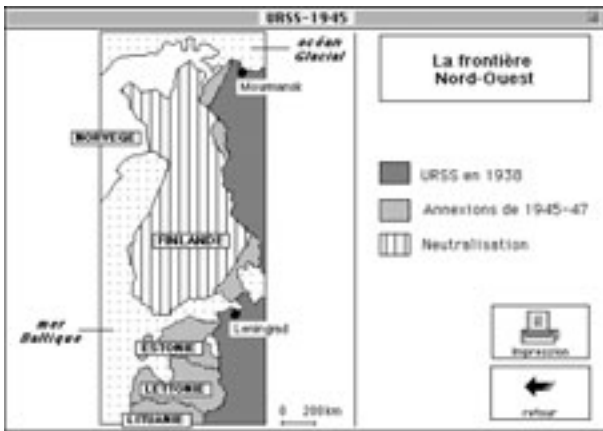 URSS-1945
océan
Glacial
Mourmansk
NORVEGE
FINLANDE
mer
Baltique
Leningrad
ESTONIE
LETTONIE
LITUANIE
0 200km
La frontière
Nord-Ouest
URSS en 1938
Annexions de 1945-47
Neutralisation
Impression
retour